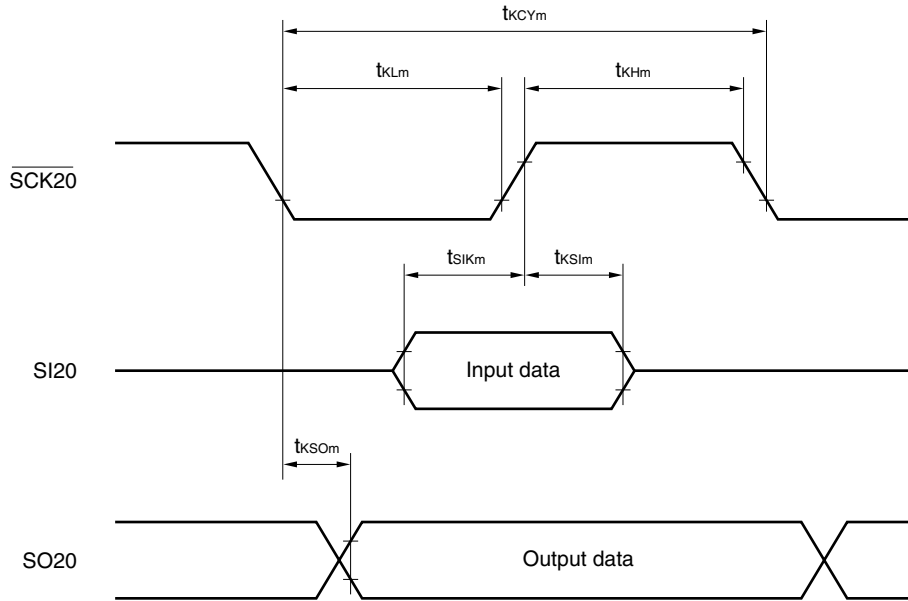 tKCYm
tKLm
tKHm
SCK20
tSIKm
tKSIm
SI20
Input data
tKSOm
SO20
Output data